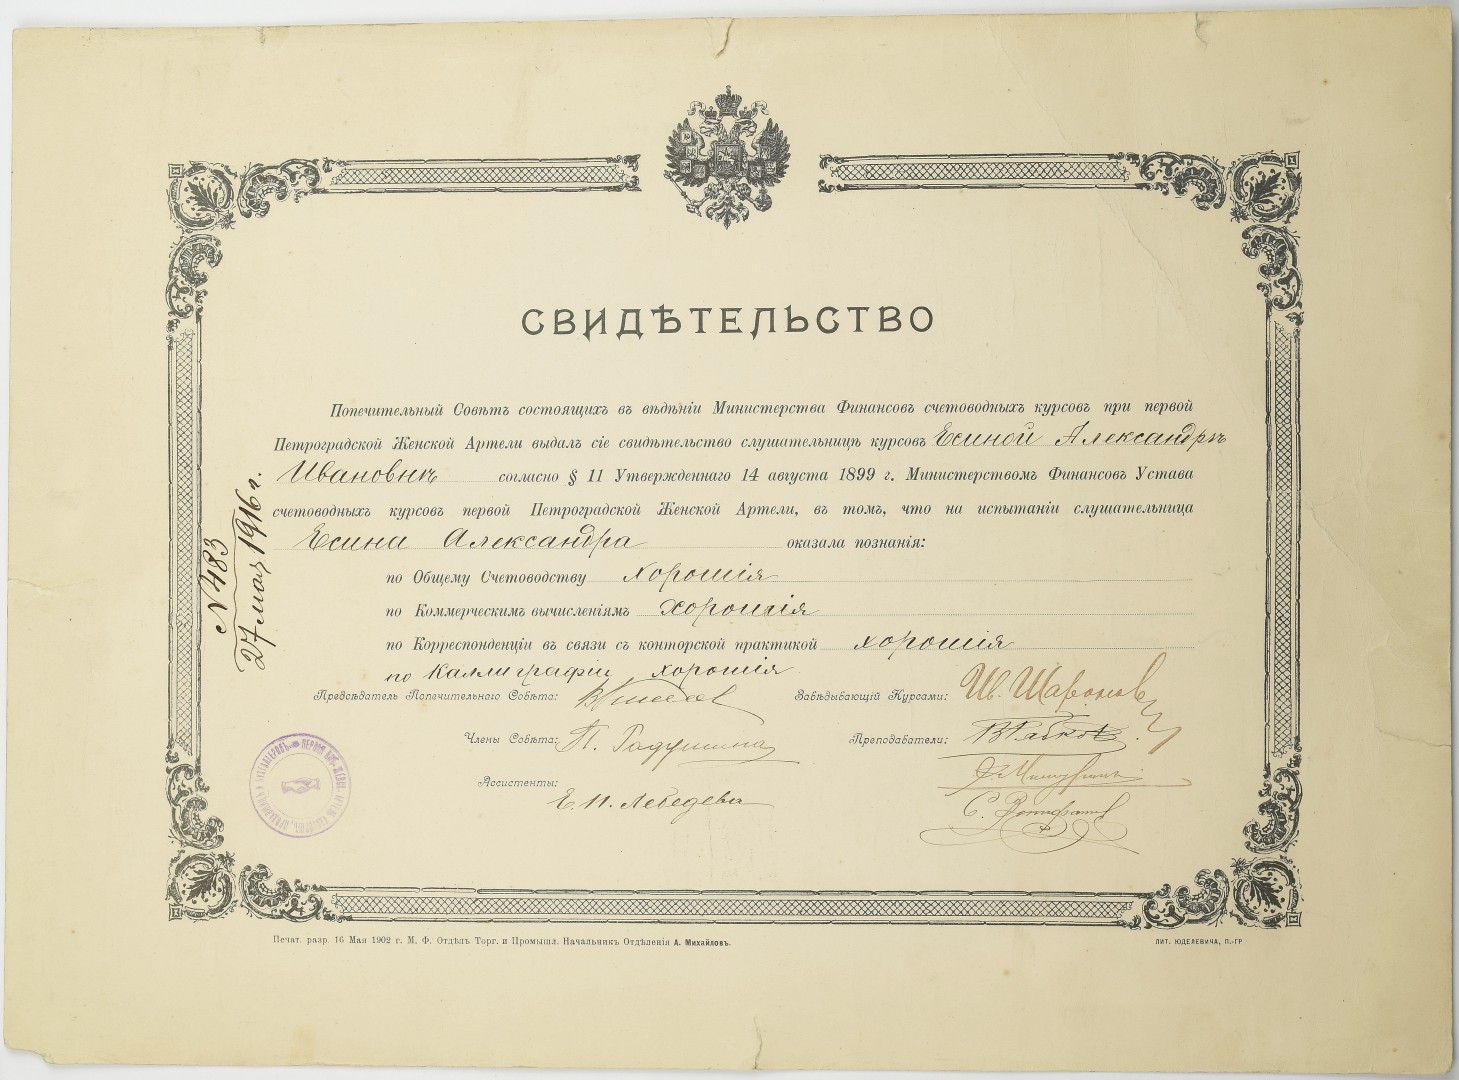 СВИДѢТЕЛЬСТВО
Попечительный Совѣтъ состоящихъ въ вѣдѣніи Министерства Финансовъ счетоводныхъ курсовъ при первой
Петроградской Женской Артели выдалъ сіе свидѣтельство слушательницѣ курсовъ Есиной Александрѣ
Ивановнѣ согласно § 11 Утвержденнаго 14 августа 1899 г. Министерствомъ Финансовъ Устава
счетоводныхъ курсовъ первой Петроградской Женской Артели, въ томъ, что на испытаніи слушательница
Есина Александра оказала познанія:
по Общему Счетоводству хорошія
по Коммерческимъ вычисленіямъ хорошія
по Корреспонденціи въ связи съ конторской практикой хорошія
по Каллиграфіи хорошія
Предсѣдатель Попечительнаго Совѣта:
Завѣдывающій Курсами:
Члены Совѣта:
Преподаватели:
Ассистенты:
Е. И. Лебедева
N 483
27 мая 1916 г.
Печат. разр. 16 Мая 1902 г. М. Ф. Отдѣлъ Торг. и Промышл. Начальникъ Отдѣленія А. Михайловъ.
ЛИТ. ЮДЕЛЕВИЧА, П.-ГР